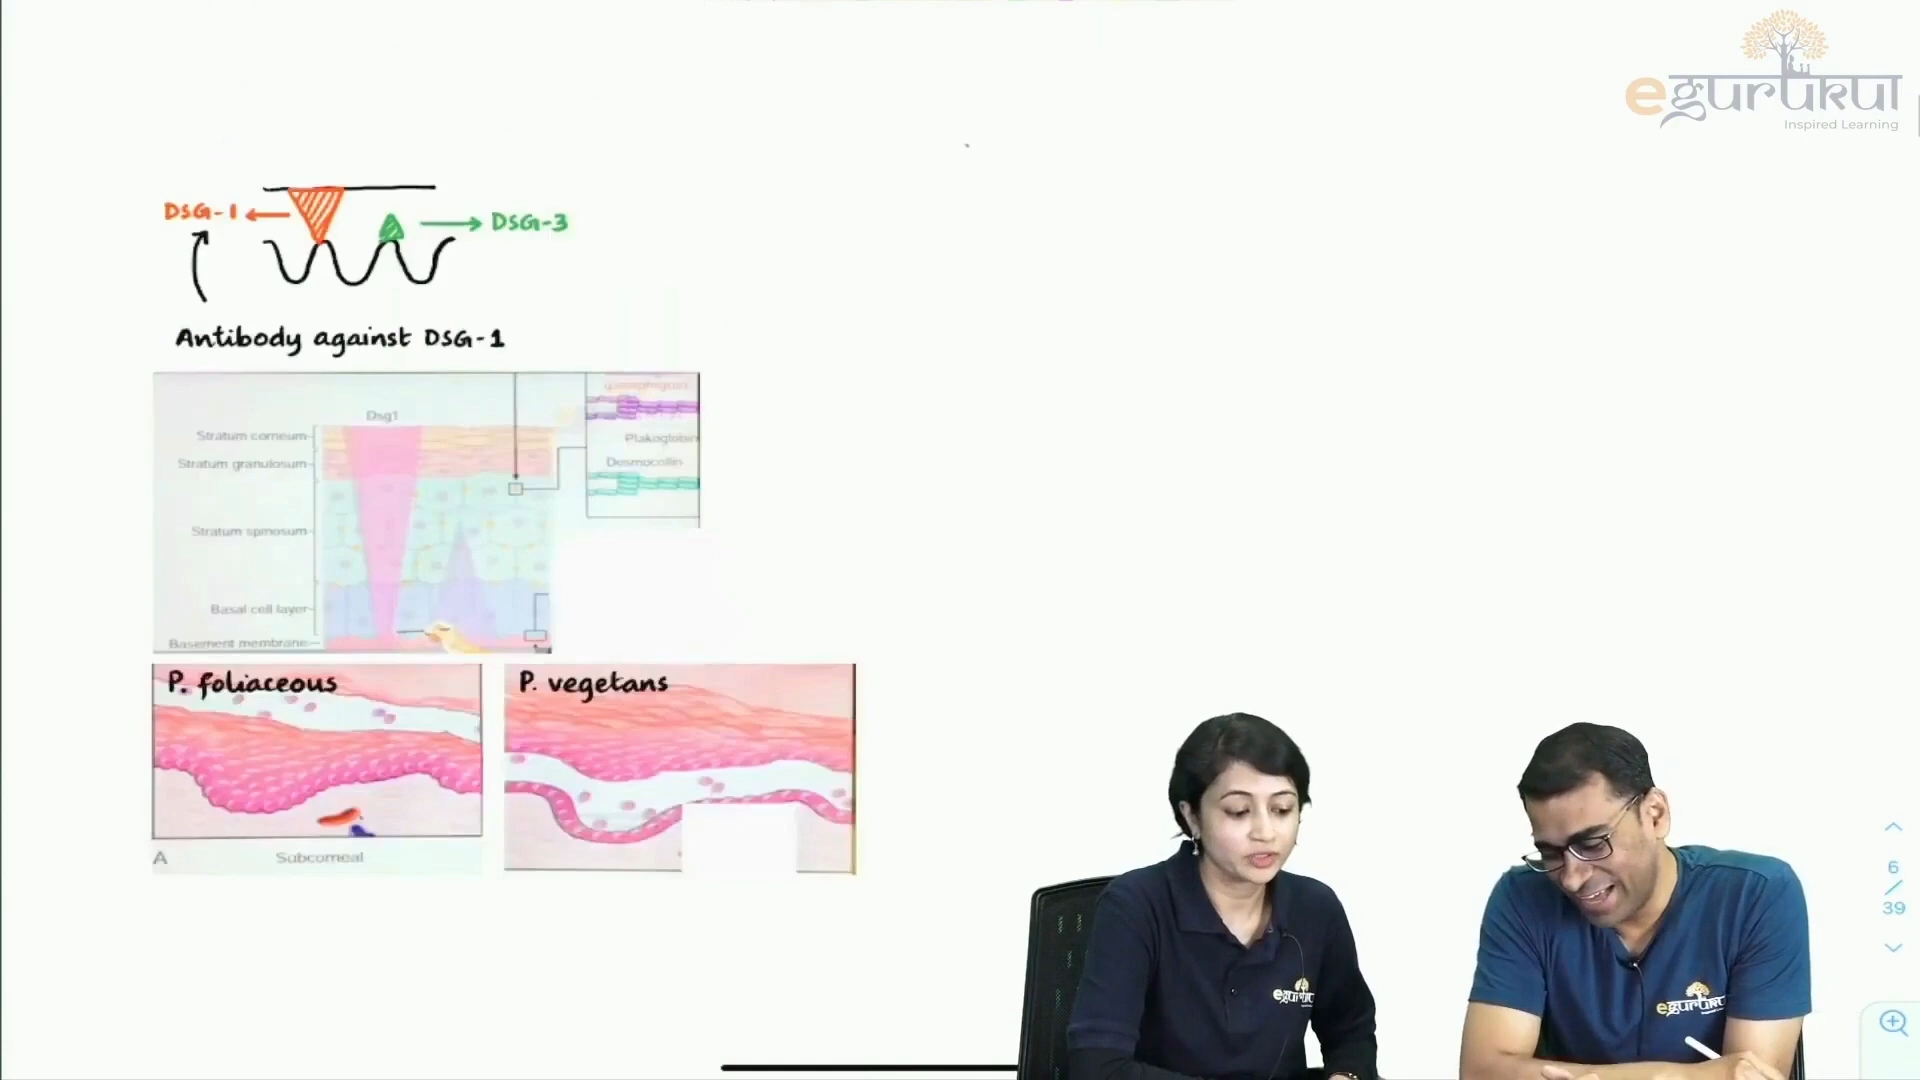 egurukul
Inspired Learning
DSG-1
DSG-3
Antibody against DSG-1
Dsg1
Stratum corneum
Stratum granulosum
Plakoglobin
Desmocollin
Stratum spinosum
Basal cell layer
Basement membrane
P. foliaceous
P. vegetans
A
Subcorneal
6
/
39